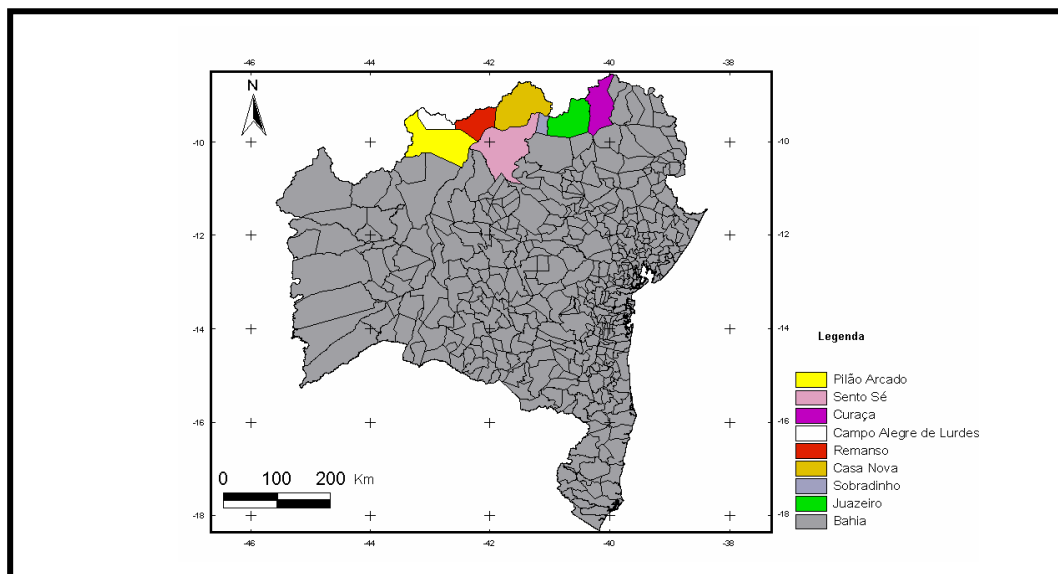 -46 -44 -42 -40 -38
N
-10 -10
-12 -12
-14 -14
-16 -16
-18 -18
0 100 200 Km
-46 -44 -42 -40 -38
Legenda
Pilão Arcado
Sento Sé
Curaça
Campo Alegre de Lurdes
Remanso
Casa Nova
Sobradinho
Juazeiro
Bahia